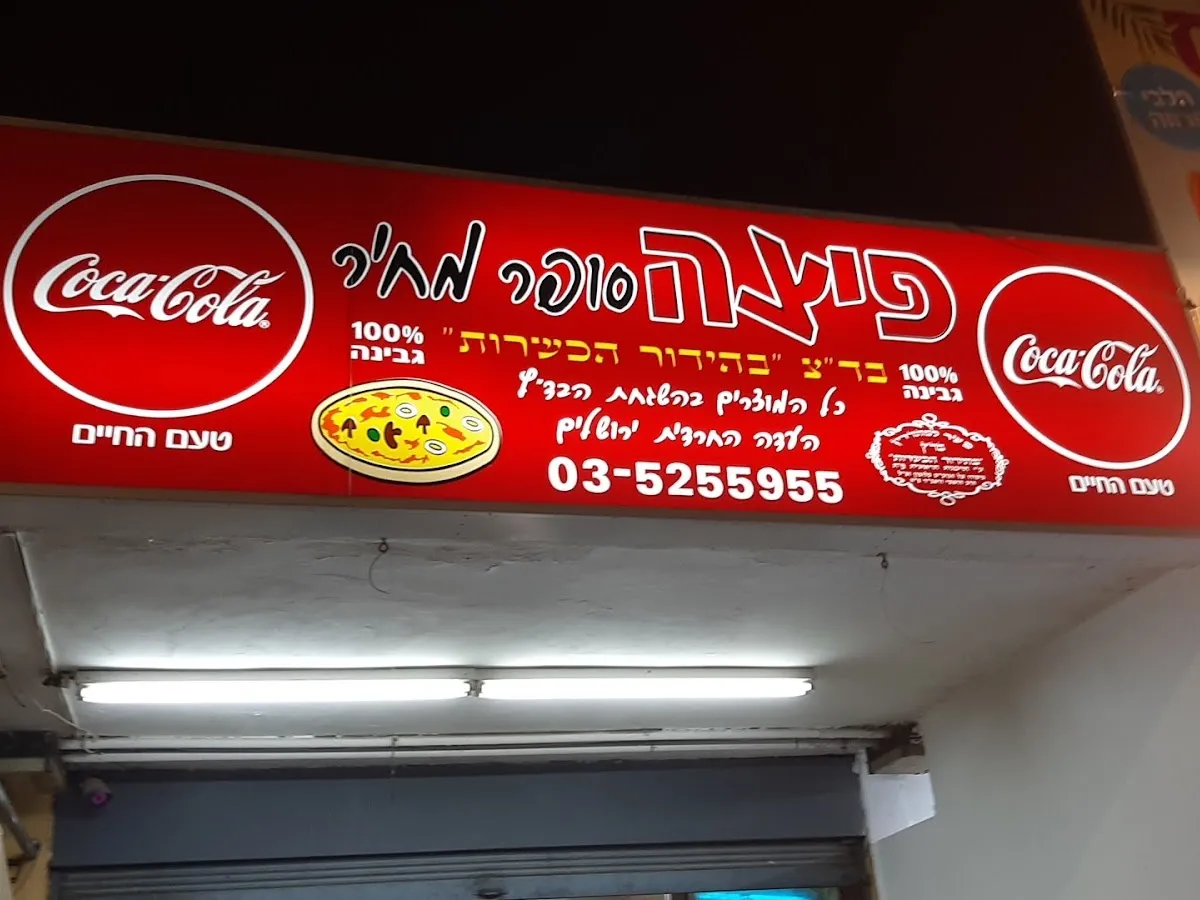 פיצה סופר מחיר
בד"צ "בהידור הכשרות"
100%
גבינה
100%
גבינה
כל המוצרים בהשגחת הבד"ץ
העדה החרדית ירושלים
03-5255955
Coca-Cola
טעם החיים
Coca-Cola
טעם החיים
חלבי